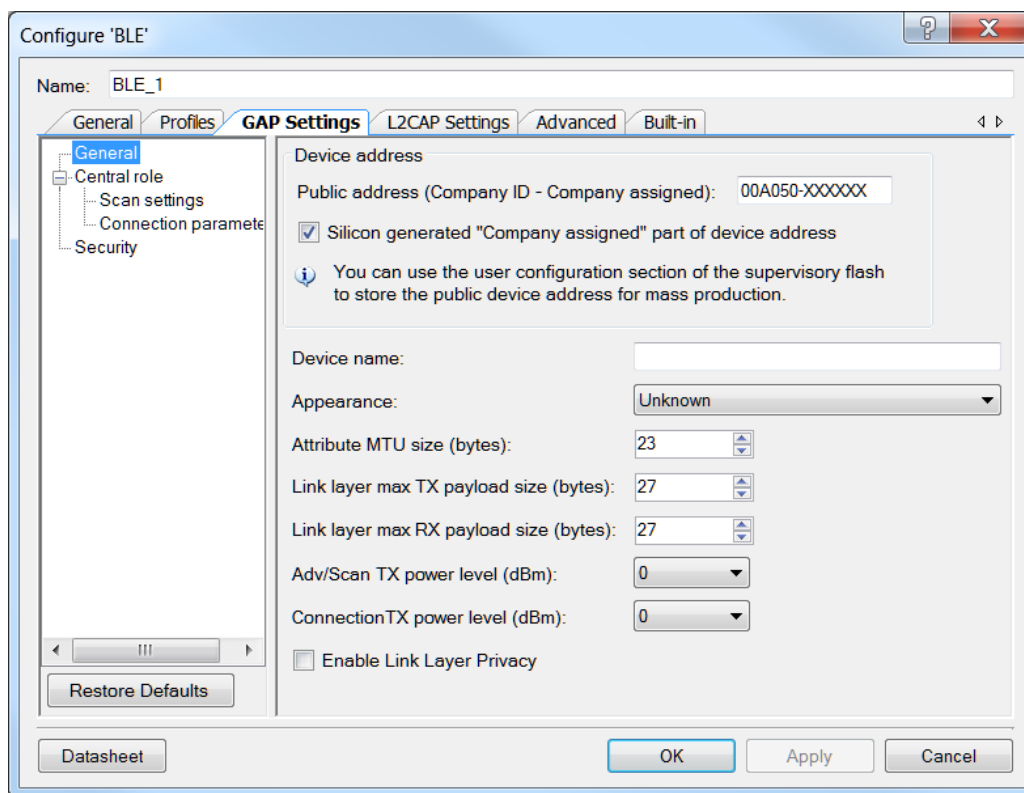 Configure 'BLE'
Name: BLE_1
General Profiles GAP Settings L2CAP Settings Advanced Built-in
General
Central role
Scan settings
Connection paramete
Security
Device address
Public address (Company ID - Company assigned): 00A050-XXXXXX
Silicon generated "Company assigned" part of device address
You can use the user configuration section of the supervisory flash
to store the public device address for mass production.
Device name:
Appearance: Unknown
Attribute MTU size (bytes): 23
Link layer max TX payload size (bytes): 27
Link layer max RX payload size (bytes): 27
Adv/Scan TX power level (dBm): 0
ConnectionTX power level (dBm): 0
Enable Link Layer Privacy
Restore Defaults
Datasheet OK Apply Cancel